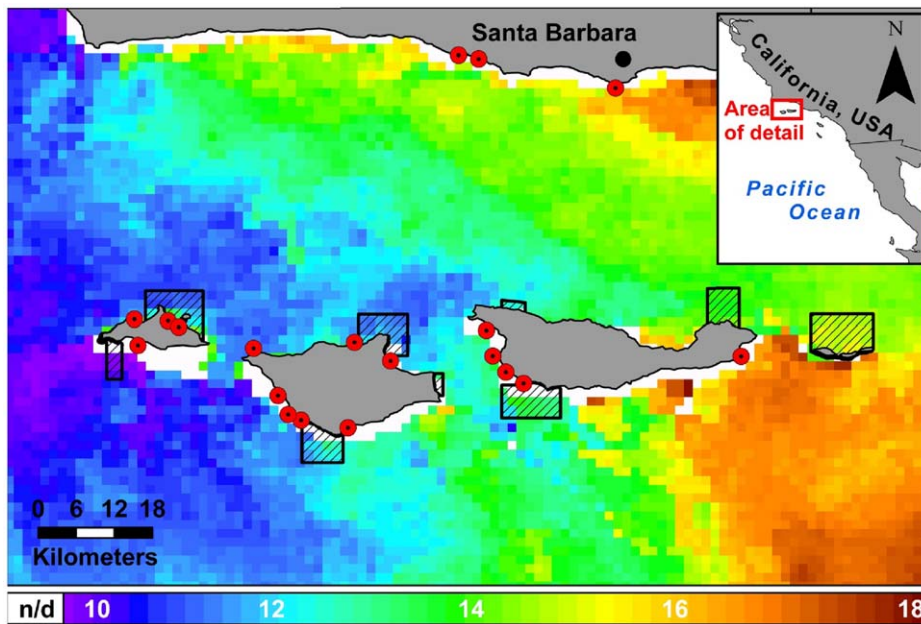 Santa Barbara
N
California, USA
Area
of detail
Pacific
Ocean
0 6 12 18
Kilometers
n/d 10 12 14 16 18